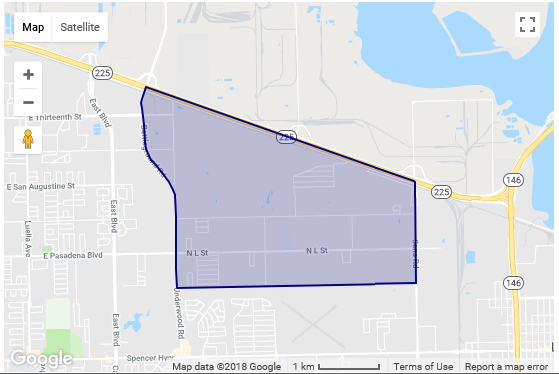 Map Satellite
225
E Thirteenth St
East Blvd
225
146
225
E San Augustine St
East Blvd
Luella Ave
N L St
N L St
E Pasadena Blvd
146
Underwood Rd
East Blvd
Spencer Hwy
Google
Map data ©2018 Google
1 km
Terms of Use
Report a map error